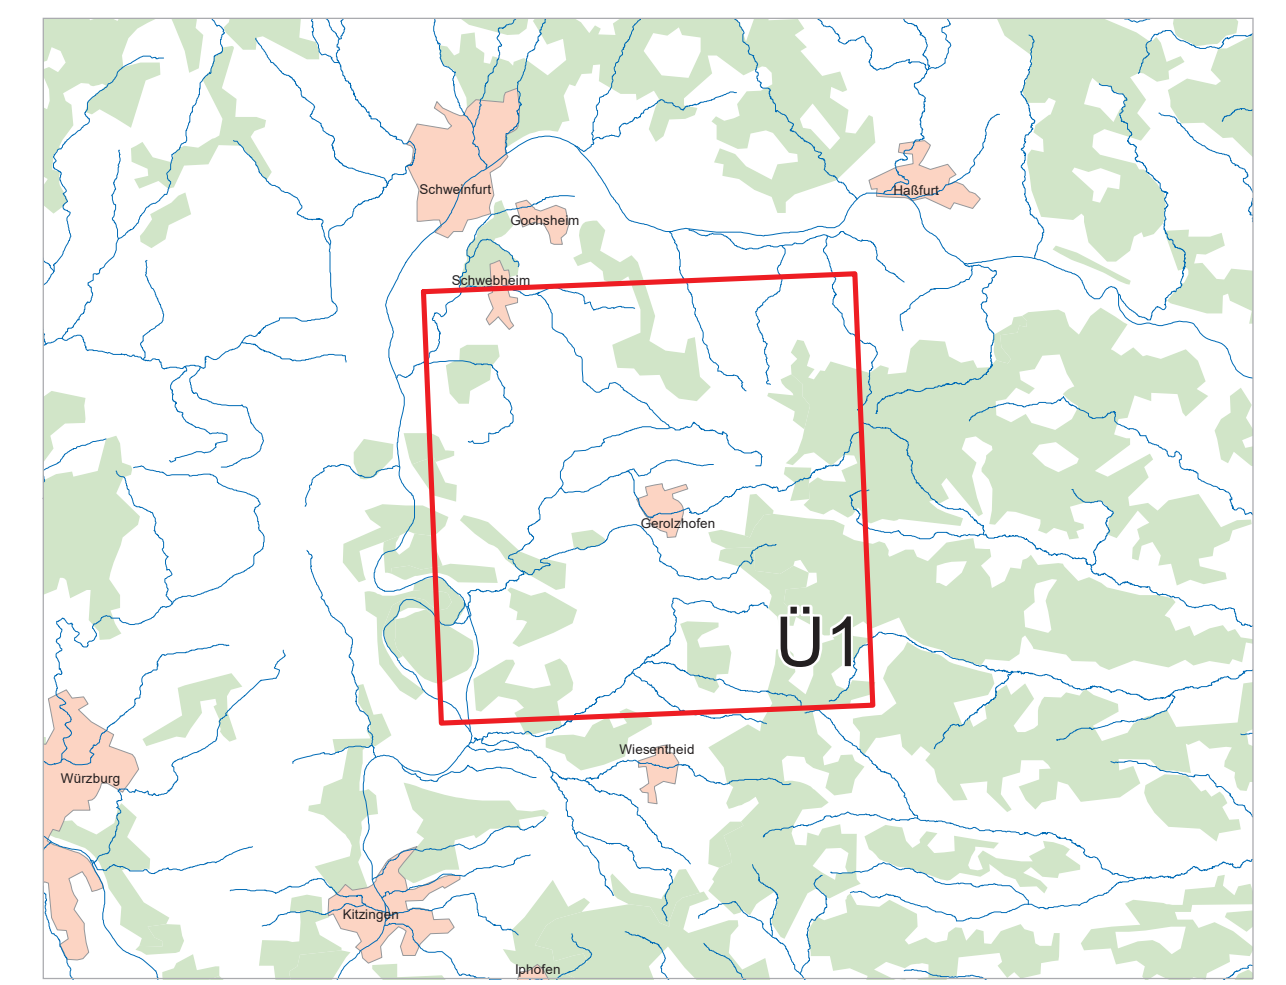 Schweinfurt
Haßfurt
Gochsheim
Schwebheim
Gerolzhofen
Ü1
Wiesentheid
Würzburg
Kitzingen
Iphofen